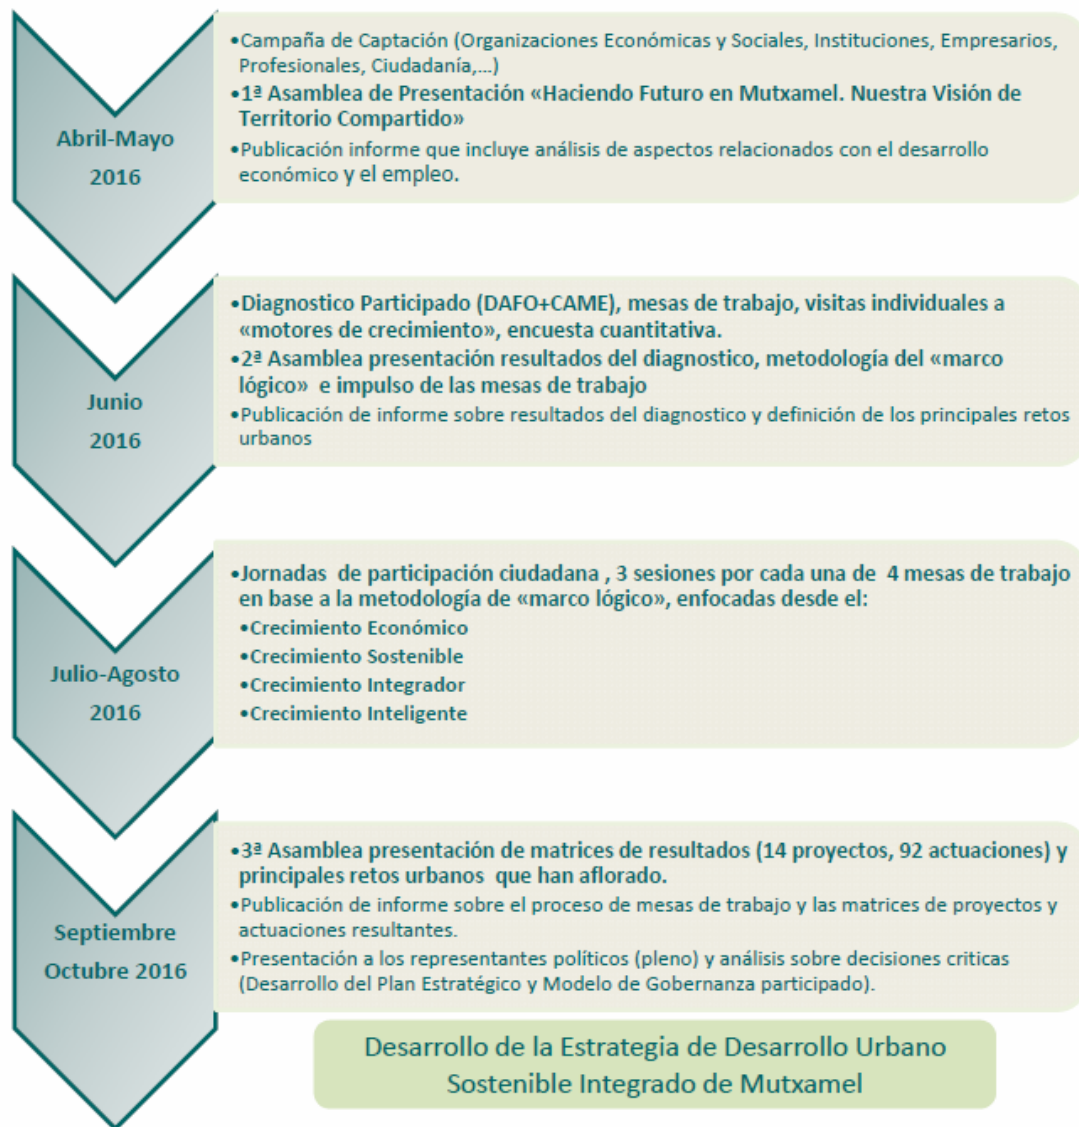 Abril-Mayo
2016
•Campaña de Captación (Organizaciones Económicas y Sociales, Instituciones, Empresarios,
Profesionales, Ciudadanía,...)
•1ª Asamblea de Presentación «Haciendo Futuro en Mutxamel. Nuestra Visión de
Territorio Compartido»
•Publicación informe que incluye análisis de aspectos relacionados con el desarrollo
económico y el empleo.
Junio
2016
•Diagnostico Participado (DAFO+CAME), mesas de trabajo, visitas individuales a
«motores de crecimiento», encuesta cuantitativa.
•2ª Asamblea presentación resultados del diagnostico, metodología del «marco
lógico» e impulso de las mesas de trabajo
•Publicación de informe sobre resultados del diagnostico y definición de los principales retos
urbanos
Julio-Agosto
2016
•Jornadas de participación ciudadana , 3 sesiones por cada una de 4 mesas de trabajo
en base a la metodología de «marco lógico», enfocadas desde el:
•Crecimiento Económico
•Crecimiento Sostenible
•Crecimiento Integrador
•Crecimiento Inteligente
Septiembre
Octubre 2016
•3ª Asamblea presentación de matrices de resultados (14 proyectos, 92 actuaciones) y
principales retos urbanos que han aflorado.
•Publicación de informe sobre el proceso de mesas de trabajo y las matrices de proyectos y
actuaciones resultantes.
•Presentación a los representantes políticos (pleno) y análisis sobre decisiones criticas
(Desarrollo del Plan Estratégico y Modelo de Gobernanza participado).
Desarrollo de la Estrategia de Desarrollo Urbano
Sostenible Integrado de Mutxamel